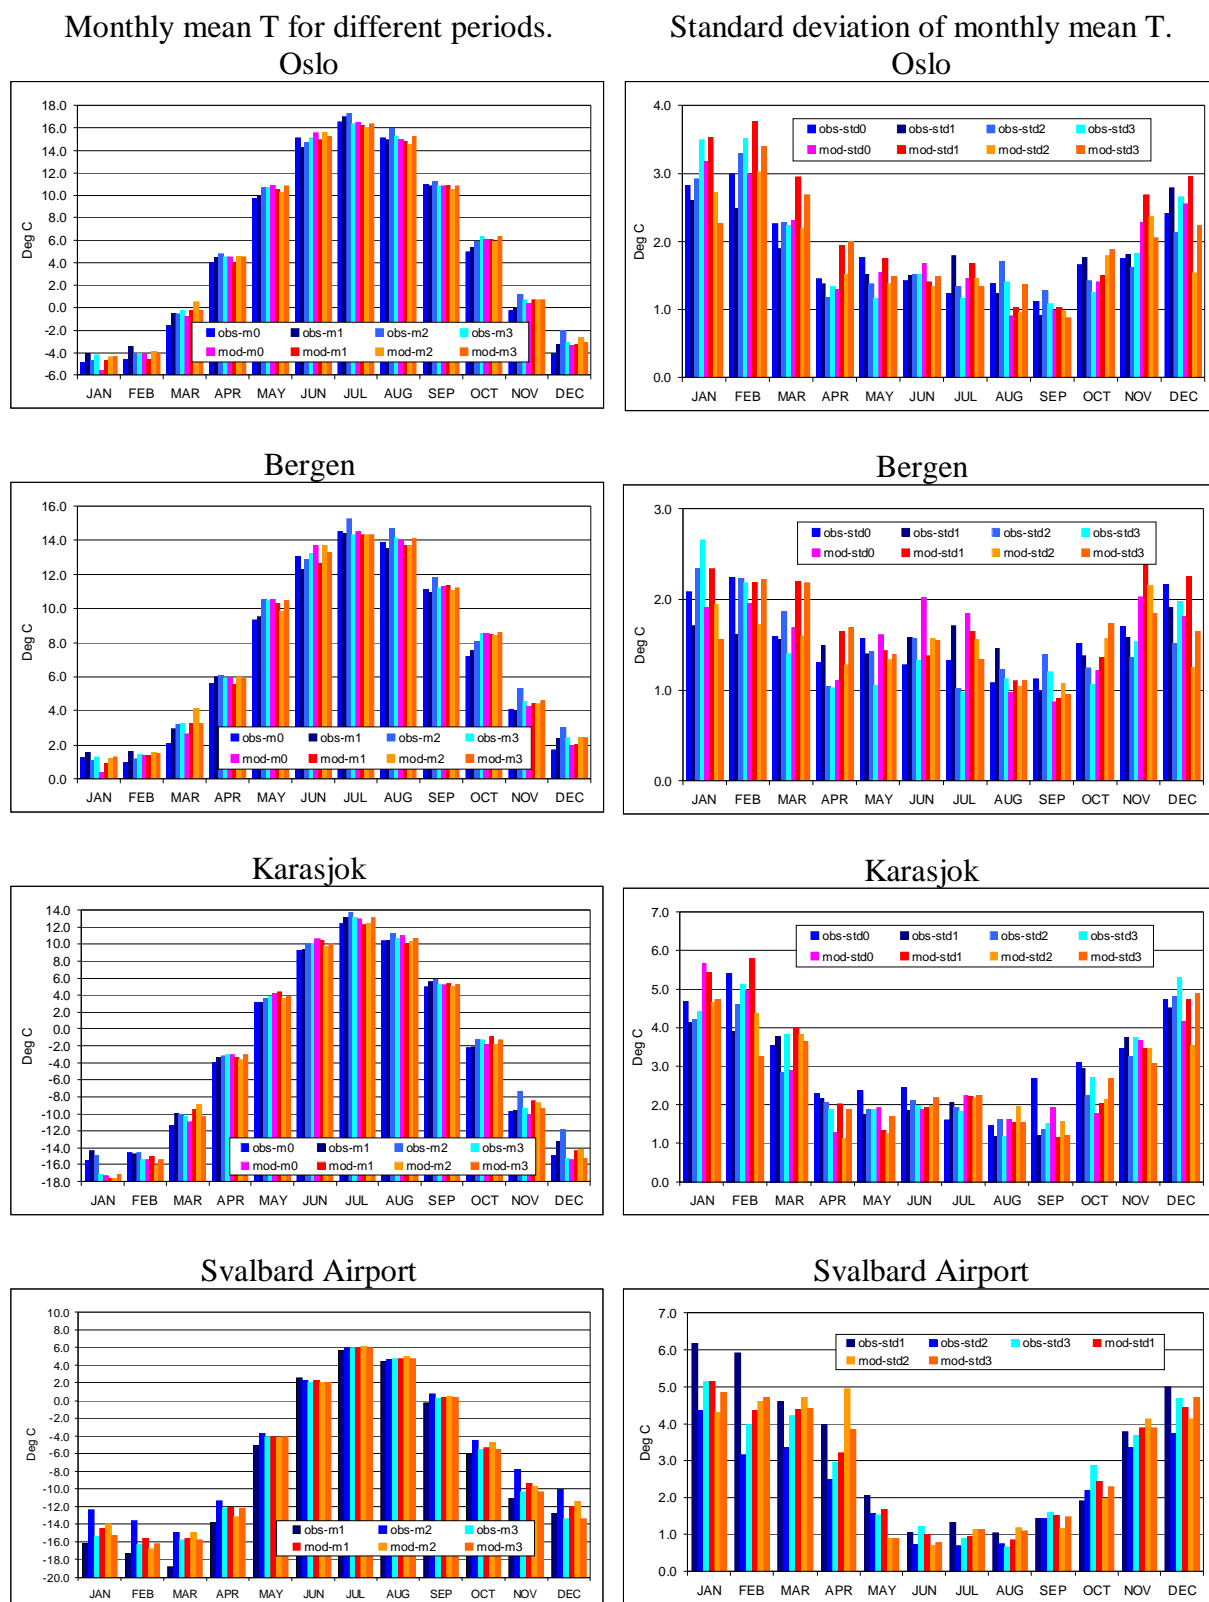 Monthly mean T for different periods.
Oslo
18.0
16.0
14.0
12.0
10.0
8.0
6.0
4.0
2.0
0.0
-2.0
-4.0
-6.0
Deg C
obs-m0 obs-m1 obs-m2 obs-m3
mod-m0 mod-m1 mod-m2 mod-m3
JAN FEB MAR APR MAY JUN JUL AUG SEP OCT NOV DEC
Standard deviation of monthly mean T.
Oslo
4.0
3.0
2.0
1.0
0.0
Deg C
obs-std0 obs-std1 obs-std2 obs-std3
mod-std0 mod-std1 mod-std2 mod-std3
JAN FEB MAR APR MAY JUN JUL AUG SEP OCT NOV DEC
Bergen
16.0
14.0
12.0
10.0
8.0
6.0
4.0
2.0
0.0
Deg C
obs-m0 obs-m1 obs-m2 obs-m3
mod-m0 mod-m1 mod-m2 mod-m3
JAN FEB MAR APR MAY JUN JUL AUG SEP OCT NOV DEC
Bergen
3.0
2.0
1.0
0.0
Deg C
obs-std0 obs-std1 obs-std2 obs-std3
mod-std0 mod-std1 mod-std2 mod-std3
JAN FEB MAR APR MAY JUN JUL AUG SEP OCT NOV DEC
Karasjok
14.0
12.0
10.0
8.0
6.0
4.0
2.0
0.0
-2.0
-4.0
-6.0
-8.0
-10.0
-12.0
-14.0
-16.0
-18.0
Deg C
obs-m0 obs-m1 obs-m2 obs-m3
mod-m0 mod-m1 mod-m2 mod-m3
JAN FEB MAR APR MAY JUN JUL AUG SEP OCT NOV DEC
Karasjok
7.0
6.0
5.0
4.0
3.0
2.0
1.0
0.0
Deg C
obs-std0 obs-std1 obs-std2 obs-std3
mod-std0 mod-std1 mod-std2 mod-std3
JAN FEB MAR APR MAY JUN JUL AUG SEP OCT NOV DEC
Svalbard Airport
10.0
8.0
6.0
4.0
2.0
0.0
-2.0
-4.0
-6.0
-8.0
-10.0
-12.0
-14.0
-16.0
-18.0
-20.0
Deg C
obs-m1 obs-m2 obs-m3
mod-m1 mod-m2 mod-m3
JAN FEB MAR APR MAY JUN JUL AUG SEP OCT NOV DEC
Svalbard Airport
7.0
6.0
5.0
4.0
3.0
2.0
1.0
0.0
Deg C
obs-std1 obs-std2 obs-std3 mod-std1
mod-std2 mod-std3
JAN FEB MAR APR MAY JUN JUL AUG SEP OCT NOV DEC